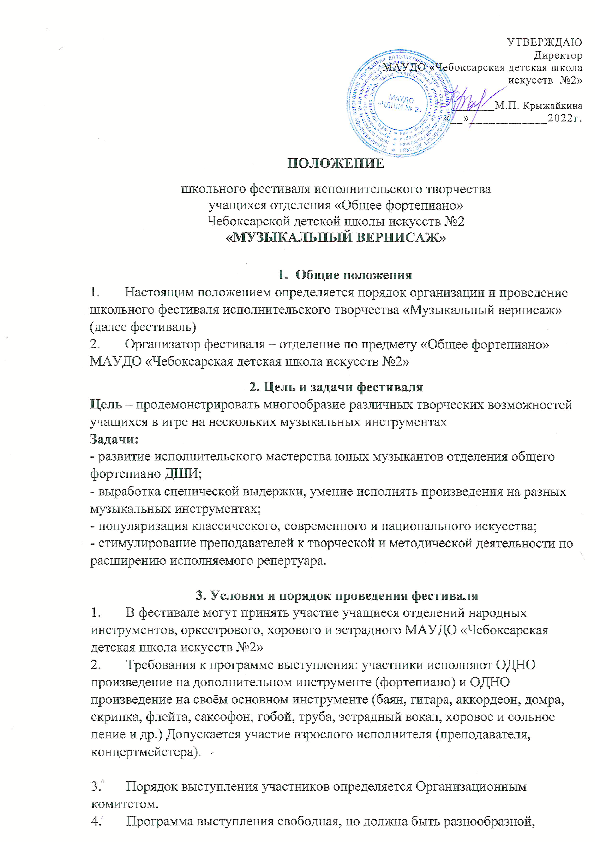 УТВЕРЖДАЮ
Директор
МАУДО «Чебоксарская детская школа
искусств №2»
М.П. Крыжайкина
«__»____________2022г.
ПОЛОЖЕНИЕ
школьного фестиваля исполнительского творчества
учащихся отделения «Общее фортепиано»
Чебоксарской детской школы искусств №2
«МУЗЫКАЛЬНЫЙ ВЕРНИСАЖ»
1. Общие положения
1. Настоящим положением определяется порядок организации и проведение
школьного фестиваля исполнительского творчества «Музыкальный вернисаж»
(далее фестиваль)
2. Организатор фестиваля – отделение по предмету «Общее фортепиано»
МАУДО «Чебоксарская детская школа искусств №2»
2. Цель и задачи фестиваля
Цель – продемонстрировать многообразие различных творческих возможностей
учащихся в игре на нескольких музыкальных инструментах
Задачи:
- развитие исполнительского мастерства юных музыкантов отделения общего
фортепиано ДШИ;
- выработка сценической выдержки, умение исполнять произведения на разных
музыкальных инструментах;
- популяризация классического, современного и национального искусства;
- стимулирование преподавателей к творческой и методической деятельности по
расширению исполняемого репертуара.
3. Условия и порядок проведения фестиваля
1. В фестивале могут принять участие учащиеся отделений народных
инструментов, оркестрового, хорового и эстрадного МАУДО «Чебоксарская
детская школа искусств №2»
2. Требования к программе выступления: участники исполняют ОДНО
произведение на дополнительном инструменте (фортепиано) и ОДНО
произведение на своём основном инструменте (баян, гитара, аккордеон, домра,
скрипка, флейта, саксофон, гобой, труба, эстрадный вокал, хоровое и сольное
пение и др.) Допускается участие взрослого исполнителя (преподавателя,
концертмейстера).
3. Порядок выступления участников определяется Организационным
комитетом.
4. Программа выступления свободная, но должна быть разнообразной,